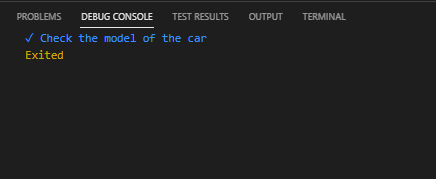 PROBLEMS DEBUG CONSOLE TEST RESULTS OUTPUT TERMINAL
✓ Check the model of the car
Exited